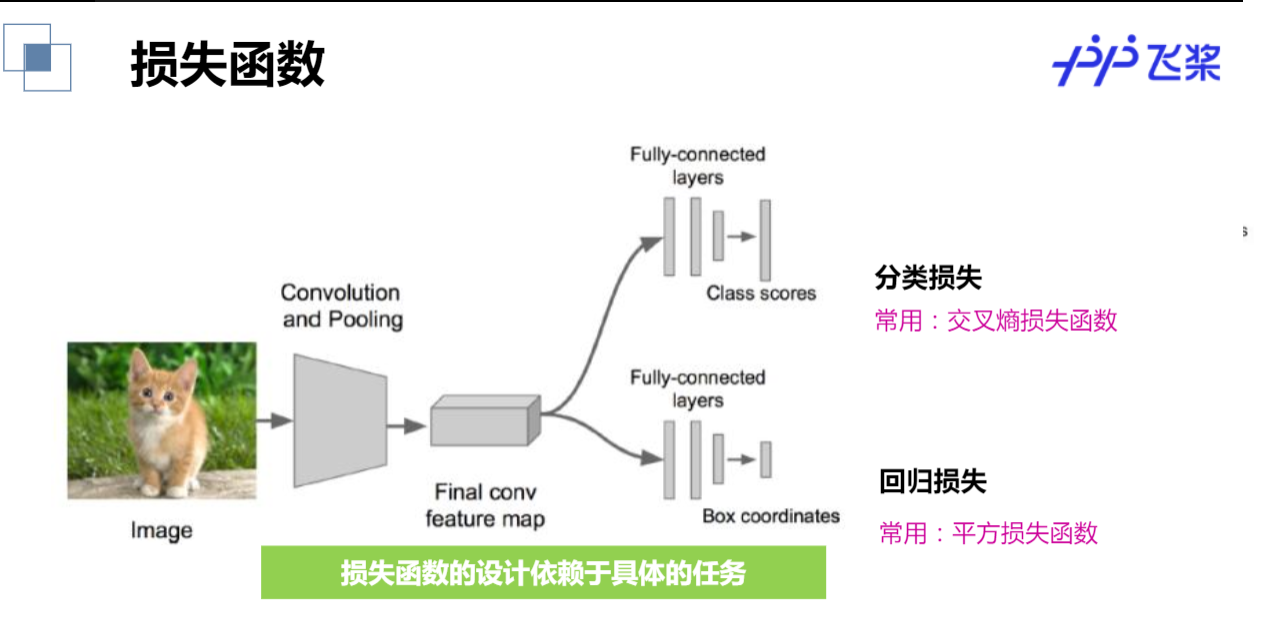 损失函数
飞桨
Fully-connected
layers
Class scores
分类损失
常用：交叉熵损失函数
Convolution
and Pooling
Fully-connected
layers
Box coordinates
回归损失
常用：平方损失函数
Final conv
feature map
Image
损失函数的设计依赖于具体的任务
s